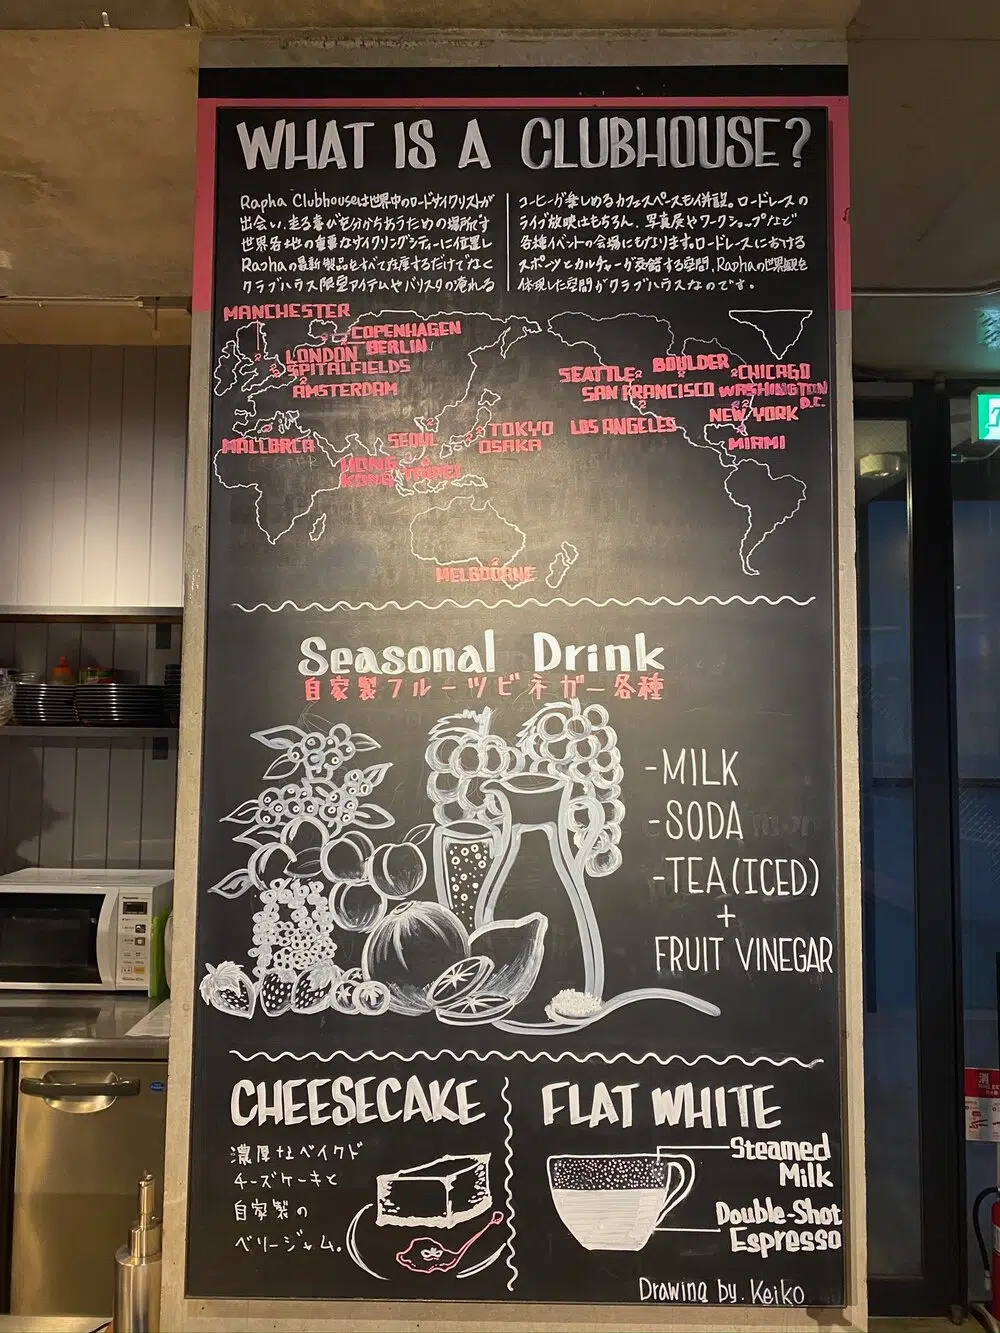 WHAT IS A CLUBHOUSE?
Rapha Clubhouseは世界中のロードサイクリストが
出会い、走る喜びを分かちあうための場所です
世界各地の重要なサイクリングシティーに位置し
Raphaの最新製品をすべて在庫するだけでなく
クラブハウス限定アイテムやバリスタの淹れる
コーヒーが楽しめるカフェスペースも併設。ロードレースの
ライブ放映はもちろん、写真展やワークショップなど
各種イベントの会場にもなります。ロードレースにおける
スポーツとカルチャーが交錯する空間、Raphaの世界観を
体現した空間がクラブハウスなのです。
MANCHESTER
COPENHAGEN
BERLIN
LONDON
SPITALFIELDS
AMSTERDAM
MALLORCA
SEOUL
TOKYO
OSAKA
HONG
KONG
TAIPEI
MELBOURNE
SEATTLE
BOULDER
CHICAGO
SAN FRANCISCO
WASHINGTON
D.C.
NEW YORK
LOS ANGELES
MIAMI
Seasonal Drink
自家製フルーツビネガー各種
-MILK
-SODA
-TEA(ICED)
+
FRUIT VINEGAR
CHEESECAKE
濃厚なベイクド
チーズケーキと
自家製の
ベリージャム。
FLAT WHITE
Steamed
Milk
Double-Shot
Espresso
Drawing by. Keiko